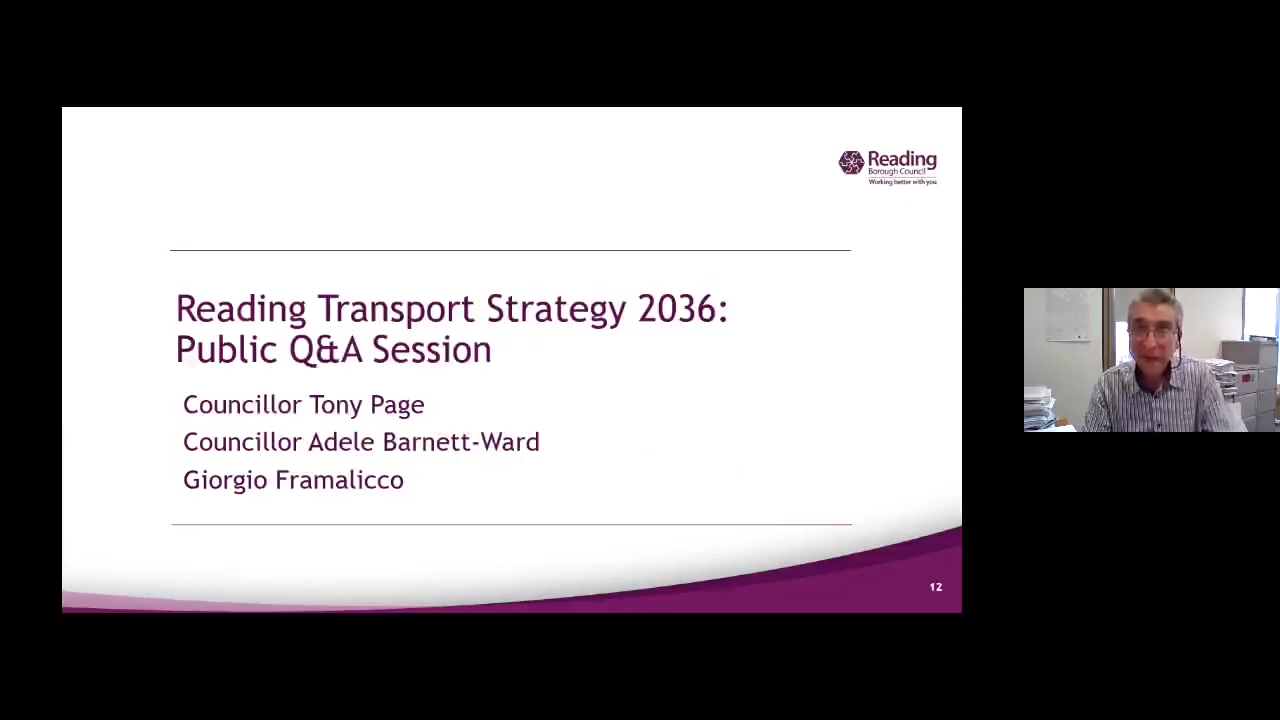 Reading
Borough Council
Working better with you
Reading Transport Strategy 2036:
Public Q&A Session
Councillor Tony Page
Councillor Adele Barnett-Ward
Giorgio Framalicco
12